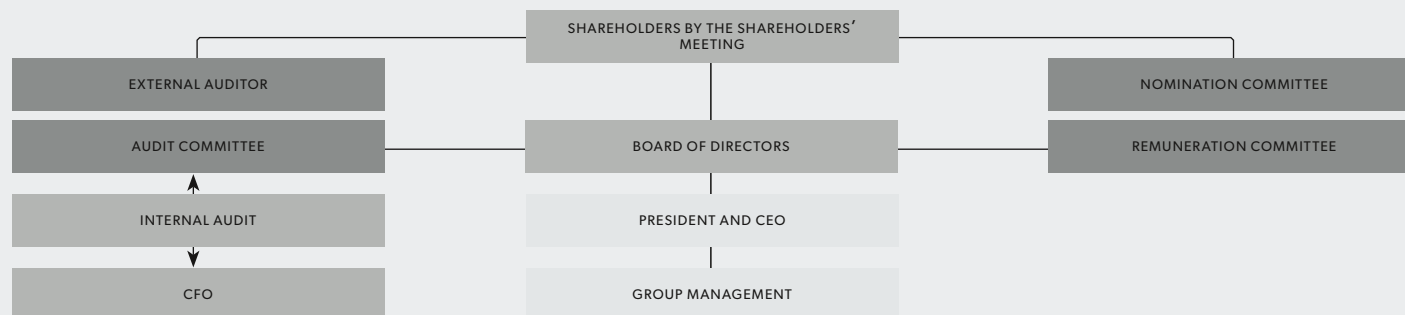 SHAREHOLDERS BY THE SHAREHOLDERS’
MEETING
EXTERNAL AUDITOR
NOMINATION COMMITTEE
AUDIT COMMITTEE
BOARD OF DIRECTORS
REMUNERATION COMMITTEE
INTERNAL AUDIT
PRESIDENT AND CEO
CFO
GROUP MANAGEMENT